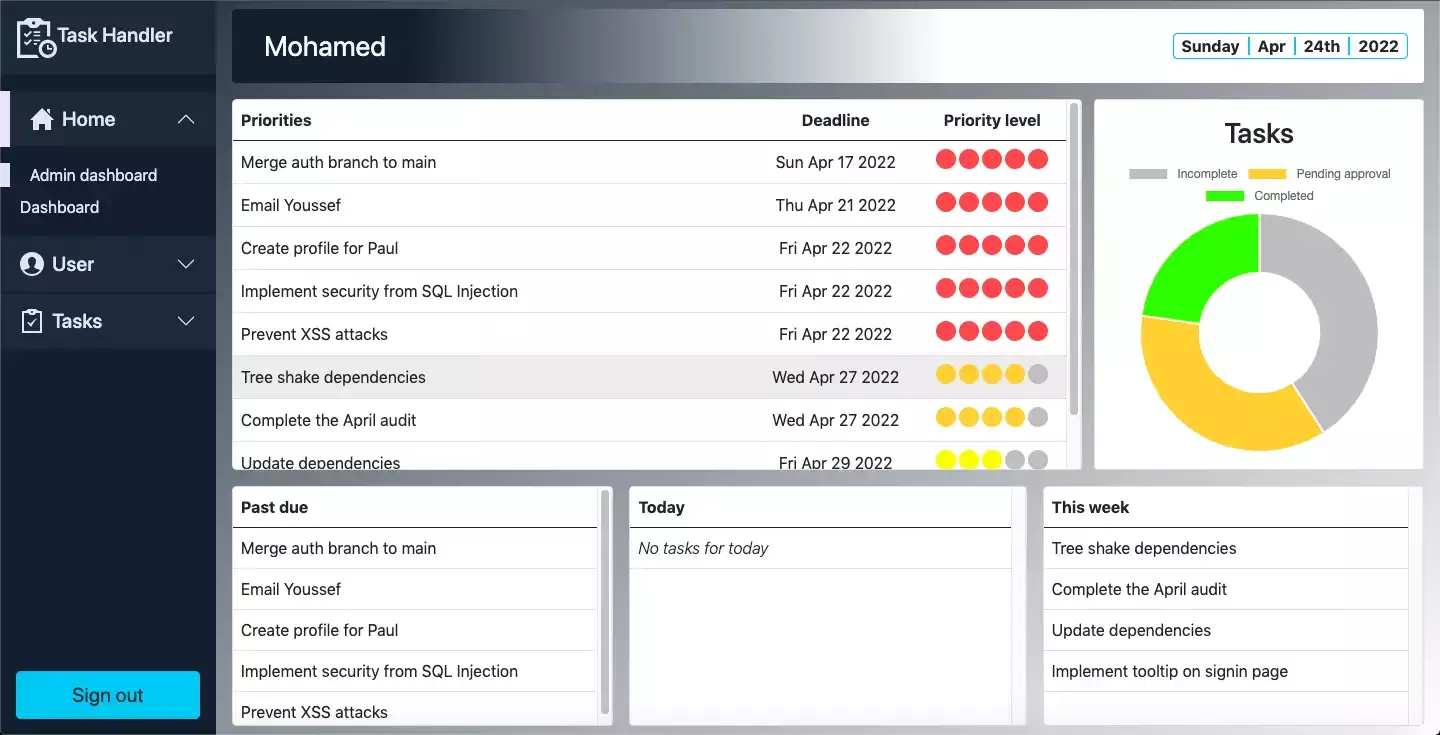 Task Handler
Home
Admin dashboard
Dashboard
User
Tasks
Sign out
Mohamed
Sunday Apr 24th 2022
Priorities Deadline Priority level
Merge auth branch to main Sun Apr 17 2022
Email Youssef Thu Apr 21 2022
Create profile for Paul Fri Apr 22 2022
Implement security from SQL Injection Fri Apr 22 2022
Prevent XSS attacks Fri Apr 22 2022
Tree shake dependencies Wed Apr 27 2022
Complete the April audit Wed Apr 27 2022
Update dependencies Fri Apr 29 2022
Tasks
Incomplete Pending approval
Completed
Past due
Merge auth branch to main
Email Youssef
Create profile for Paul
Implement security from SQL Injection
Prevent XSS attacks
Today
No tasks for today
This week
Tree shake dependencies
Complete the April audit
Update dependencies
Implement tooltip on signin page